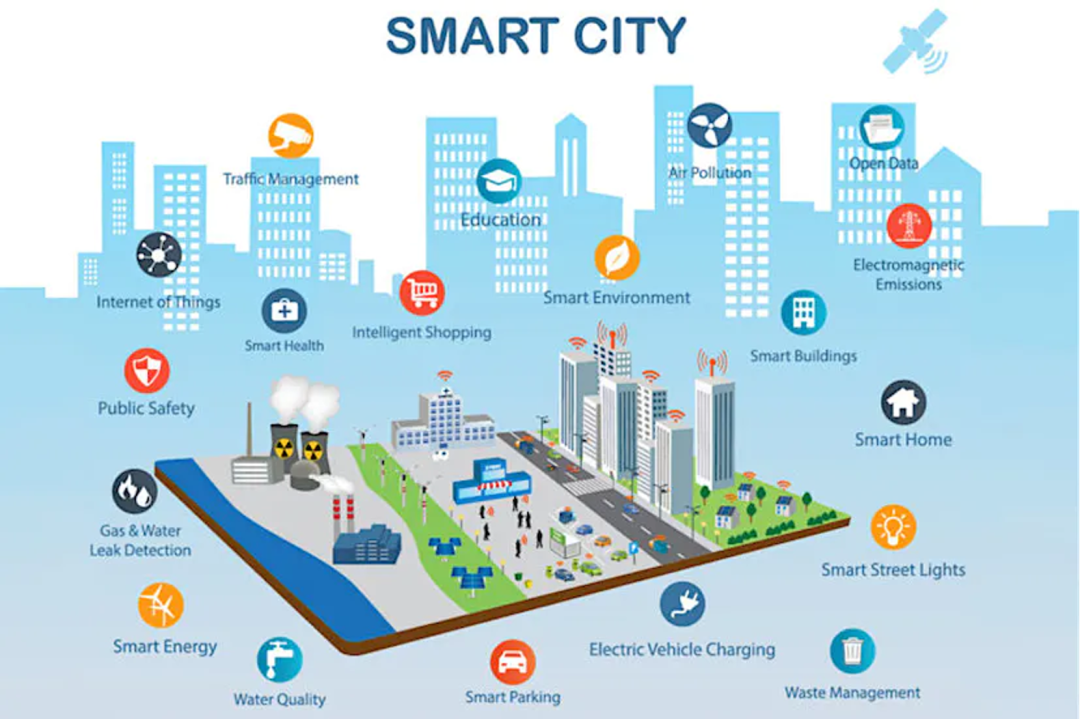 SMART CITY
Traffic Management
Education
Air Pollution
Open Data
Internet of Things
Smart Health
Intelligent Shopping
Smart Environment
Electromagnetic
Emissions
Smart Buildings
Public Safety
Smart Home
Gas & Water
Leak Detection
Smart Street Lights
Smart Energy
Water Quality
Smart Parking
Electric Vehicle Charging
Waste Management
P